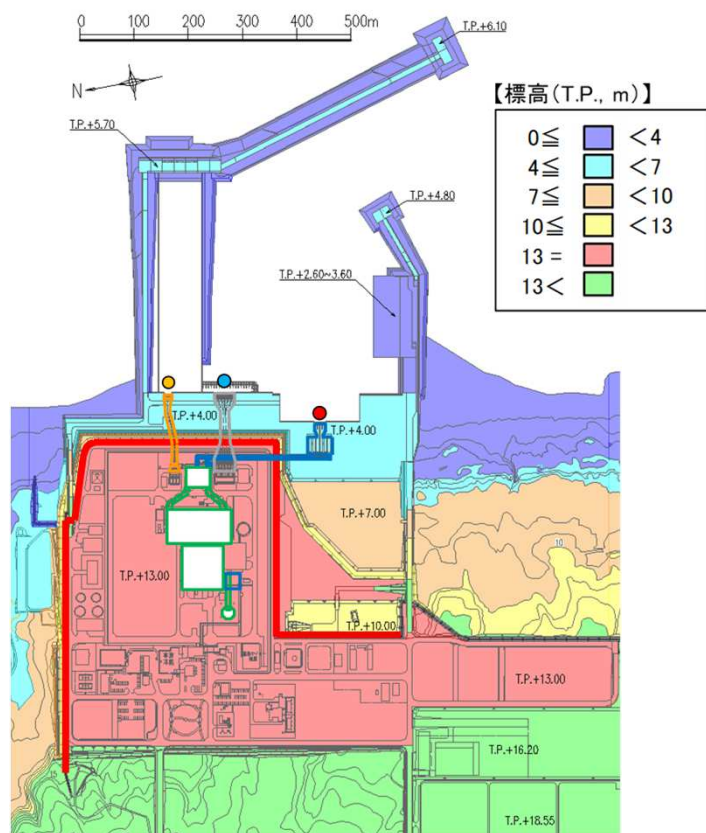 0 100 200 300 400 500m
N
T.P.+6.10
T.P.+5.70
T.P.+4.80
T.P.+2.60~3.60
【標高(T.P., m)】
0≦ <4
4≦ <7
7≦ <10
10≦ <13
13 =
13<
T.P.+4.00
T.P.+4.00
T.P.+7.00
10
T.P.+13.00
T.P.+10.00
T.P.+13.00
T.P.+16.20
T.P.+18.55